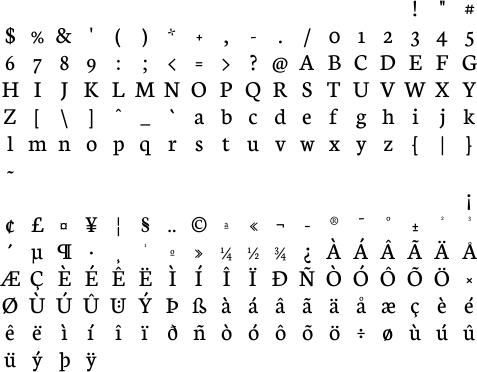 ! " #
$ % & ' ( ) * + , - . / 0 1 2 3 4 5
6 7 8 9 : ; < = > ? @ A B C D E F G
H I J K L M N O P Q R S T U V W X Y
Z [ \ ] ^ _ ` a b c d e f g h i j k
l m n o p q r s t u v w x y z { | }
~
¡
¢ £ ¤ ¥ ¦ § ¨ © ª « ¬ - ® ¯ ° ± ² ³
´ µ ¶ · ¸ ¹ º » ¼ ½ ¾ ¿ À Á Â Ã Ä Å
Æ Ç È É Ê Ë Ì Í Î Ï Ð Ñ Ò Ó Ô Õ Ö ×
Ø Ù Ú Û Ü Ý Þ ß à á â ã ä å æ ç è é
ê ë ì í î ï ð ñ ò ó ô õ ö ÷ ø ù ú û
ü ý þ ÿ